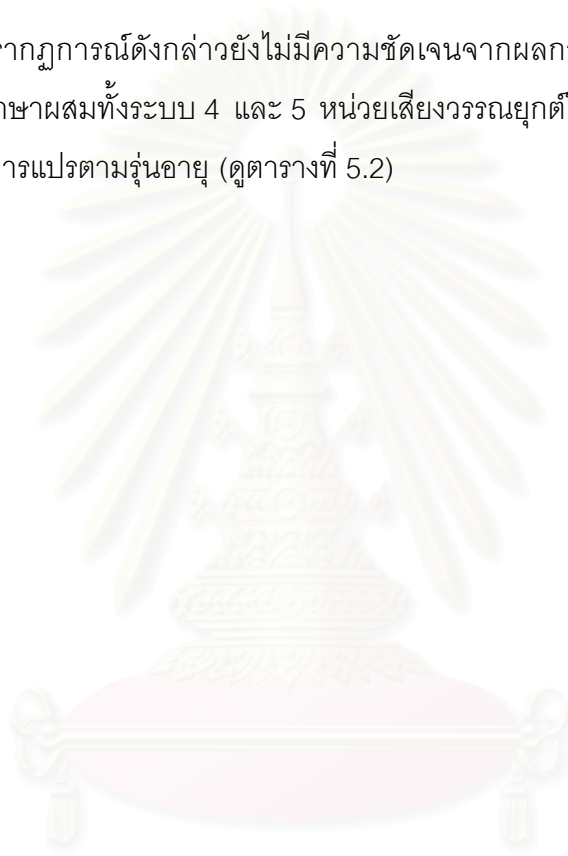 รากฏการณ์ดังกล่าวยังไม่มีความชัดเจนจากผลก
าษาผสมทั้งระบบ 4 และ 5 หน่วยเสียงวรรณยุกต์
การแปรตามรุ่นอายุ (ดูตารางที่ 5.2)